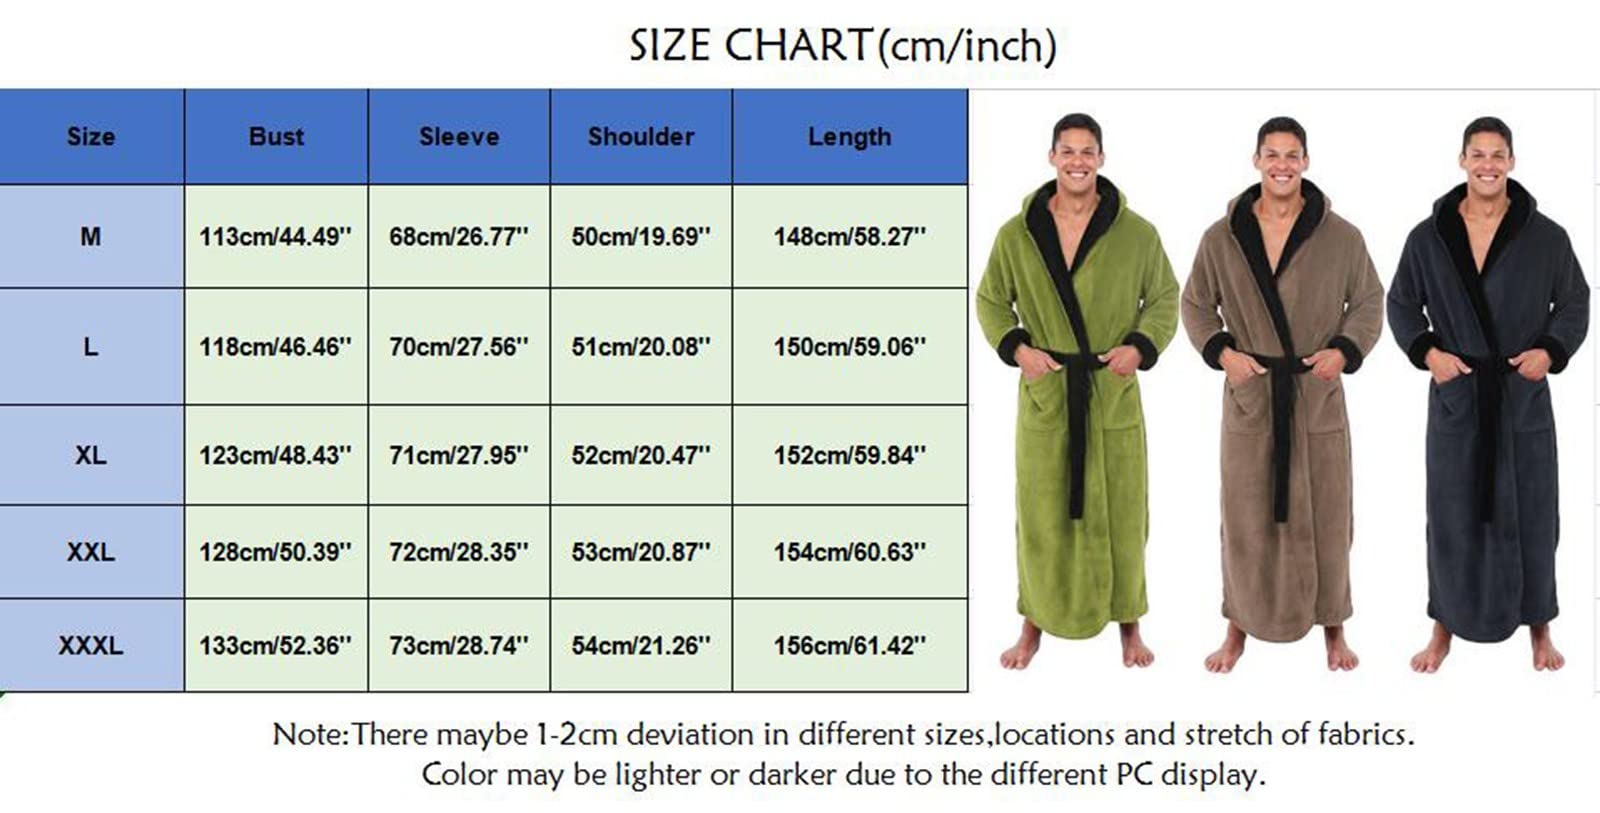 SIZE CHART(cm/inch)
Size Bust Sleeve Shoulder Length
M 113cm/44.49'' 68cm/26.77'' 50cm/19.69'' 148cm/58.27''
L 118cm/46.46'' 70cm/27.56'' 51cm/20.08'' 150cm/59.06''
XL 123cm/48.43'' 71cm/27.95'' 52cm/20.47'' 152cm/59.84''
XXL 128cm/50.39'' 72cm/28.35'' 53cm/20.87'' 154cm/60.63''
XXXL 133cm/52.36'' 73cm/28.74'' 54cm/21.26'' 156cm/61.42''
Note:There maybe 1-2cm deviation in different sizes,locations and stretch of fabrics.
Color may be lighter or darker due to the different PC display.